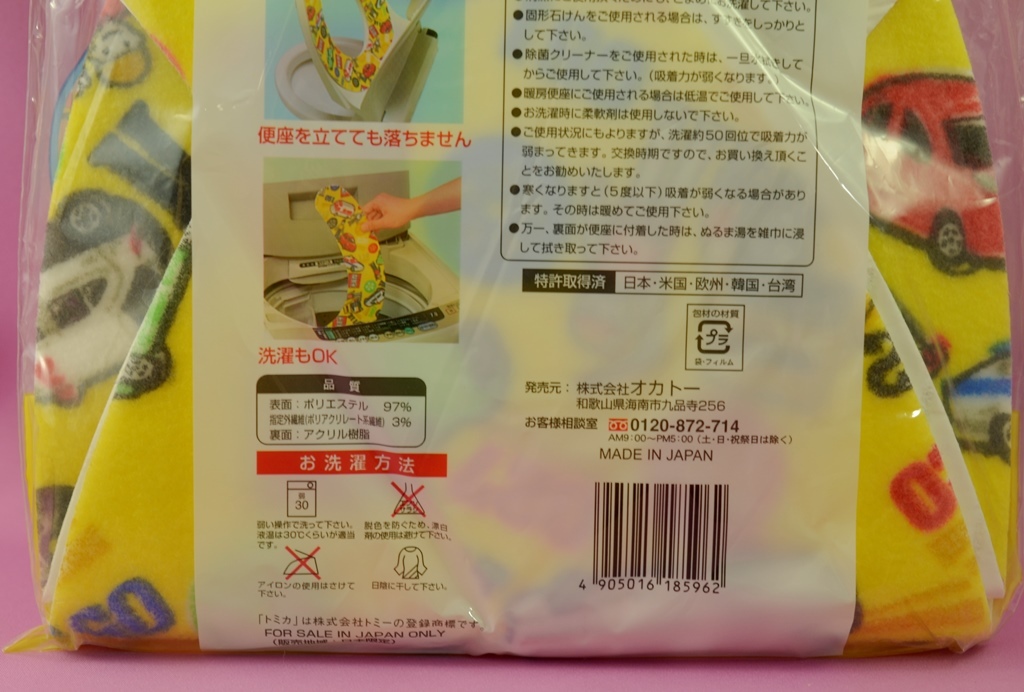 お洗濯して下さい。
●固形石けんをご使用される場合は、すすぎをしっかりと
して下さい。
●除菌クリーナーをご使用された時は、一旦水拭きして
からご使用して下さい。(吸着力が弱くなります。)
●暖房便座にご使用される場合は低温でご使用して下さい。
●お洗濯時に柔軟剤は使用しないで下さい。
●ご使用状況にもよりますが、洗濯約50回位で吸着力が
弱まってきます。交換時期ですので、お買い換え頂くこ
とをお勧めいたします。
●寒くなりますと(5度以下)吸着が弱くなる場合があり
ます。その時は暖めてご使用下さい。
●万一、裏面が便座に付着した時は、ぬるま湯を雑巾に浸
して拭き取って下さい。
便座を立てても落ちません
洗濯もOK
特許取得済 日本・米国・欧州・韓国・台湾
包材の材質
プラ
袋・フィルム
品質
表面:ポリエステル 97%
指定外繊維(ポリアクリレート系繊維) 3%
裏面:アクリル樹脂
お洗濯方法
弱
30
弱い操作で洗って下さい。
液温は30℃くらいが適当
です。
脱色を防ぐため、漂白
剤の使用は避けて下さい。
アイロンの使用はさけて
下さい。
日陰に干して下さい。
発売元:株式会社オカトー
和歌山県海南市九品寺256
お客様相談室 0120-872-714
AM9:00〜PM5:00(土・日・祝祭日は除く)
MADE IN JAPAN
4 905016 185962
「トミカ」は株式会社トミーの登録商標です。
FOR SALE IN JAPAN ONLY
(販売地域:日本限定)